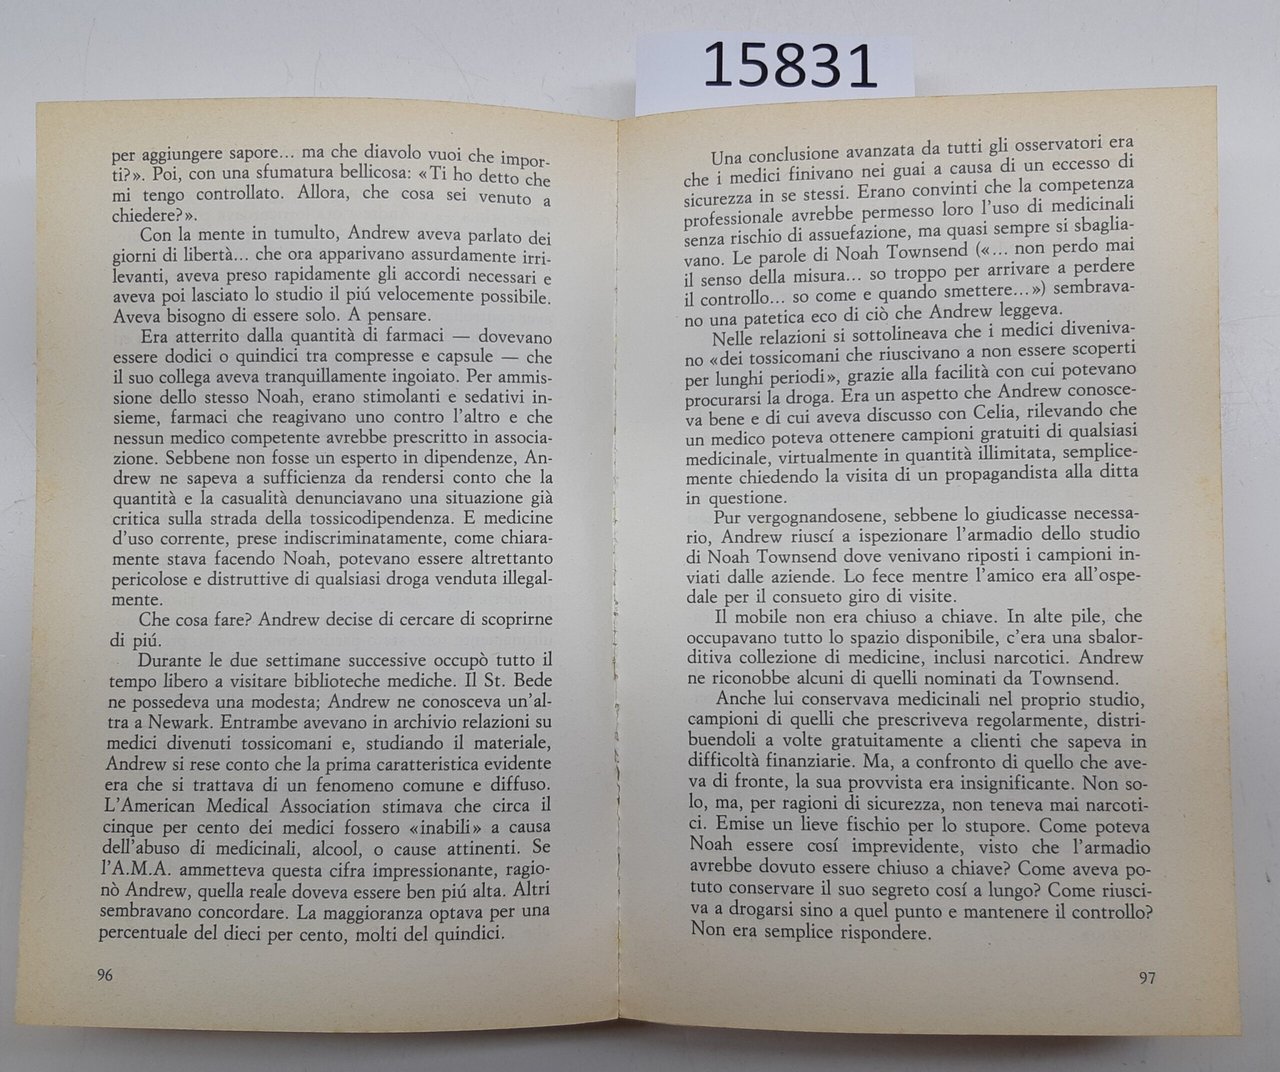 15831
per aggiungere sapore... ma che diavolo vuoi che impor-
ti?». Poi, con una sfumatura bellicosa: «Ti ho detto che
mi tengo controllato. Allora, che cosa sei venuto a
chiedere?».
Con la mente in tumulto, Andrew aveva parlato dei
giorni di libertà... che ora apparivano assurdamente irri-
levanti, aveva preso rapidamente gli accordi necessari e
aveva poi lasciato lo studio il piú velocemente possibile.
Aveva bisogno di essere solo. A pensare.
Era atterrito dalla quantità di farmaci — dovevano
essere dodici o quindici tra compresse e capsule — che
il suo collega aveva tranquillamente ingoiato. Per ammis-
sione dello stesso Noah, erano stimolanti e sedativi in-
sieme, farmaci che reagivano uno contro l'altro e che
nessun medico competente avrebbe prescritto in associa-
zione. Sebbene non fosse un esperto in dipendenze, An-
drew ne sapeva a sufficienza da rendersi conto che la
quantità e la casualità denunciavano una situazione già
critica sulla strada della tossicodipendenza. E medicine
d'uso corrente, prese indiscriminatamente, come chiara-
mente stava facendo Noah, potevano essere altrettanto
pericolose e distruttive di qualsiasi droga venduta illegal-
mente.
Che cosa fare? Andrew decise di cercare di scoprirne
di piú.
Durante le due settimane successive occupò tutto il
tempo libero a visitare biblioteche mediche. Il St. Bede
ne possedeva una modesta; Andrew ne conosceva un'al-
tra a Newark. Entrambe avevano in archivio relazioni su
medici divenuti tossicomani e, studiando il materiale,
Andrew si rese conto che la prima caratteristica evidente
era che si trattava di un fenomeno comune e diffuso.
L'American Medical Association stimava che circa il
cinque per cento dei medici fossero «inabili» a causa
dell'abuso di medicinali, alcool, o cause attinenti. Se
l'A.M.A. ammetteva questa cifra impressionante, ragio-
nò Andrew, quella reale doveva essere ben piú alta. Altri
sembravano concordare. La maggioranza optava per una
percentuale del dieci per cento, molti del quindici.
96
Una conclusione avanzata da tutti gli osservatori era
che i medici finivano nei guai a causa di un eccesso di
sicurezza in se stessi. Erano convinti che la competenza
professionale avrebbe permesso loro l'uso di medicinali
senza rischio di assuefazione, ma quasi sempre si sbaglia-
vano. Le parole di Noah Townsend («... non perdo mai
il senso della misura... so troppo per arrivare a perdere
il controllo... so come e quando smettere...») sembrava-
no una patetica eco di ciò che Andrew leggeva.
Nelle relazioni si sottolineava che i medici diveniva-
no «dei tossicomani che riuscivano a non essere scoperti
per lunghi periodi», grazie alla facilità con cui potevano
procurarsi la droga. Era un aspetto che Andrew conosce-
va bene e di cui aveva discusso con Celia, rilevando che
un medico poteva ottenere campioni gratuiti di qualsiasi
medicinale, virtualmente in quantità illimitata, semplice-
mente chiedendo la visita di un propagandista alla ditta
in questione.
Pur vergognandosene, sebbene lo giudicasse necessa-
rio, Andrew riuscí a ispezionare l'armadio dello studio
di Noah Townsend dove venivano riposti i campioni in-
viati dalle aziende. Lo fece mentre l'amico era all'ospe-
dale per il consueto giro di visite.
Il mobile non era chiuso a chiave. In alte pile, che
occupavano tutto lo spazio disponibile, c'era una sbalor-
ditiva collezione di medicine, inclusi narcotici. Andrew
ne riconobbe alcuni di quelli nominati da Townsend.
Anche lui conservava medicinali nel proprio studio,
campioni di quelli che prescriveva regolarmente, distri-
buendoli a volte gratuitamente a clienti che sapeva in
difficoltà finanziarie. Ma, a confronto di quello che ave-
va di fronte, la sua provvista era insignificante. Non so-
lo, ma, per ragioni di sicurezza, non teneva mai narcoti-
ci. Emise un lieve fischio per lo stupore. Come poteva
Noah essere cosí imprevidente, visto che l'armadio
avrebbe dovuto essere chiuso a chiave? Come aveva po-
tuto conservare il suo segreto cosí a lungo? Come riusci-
va a drogarsi sino a quel punto e mantenere il controllo?
Non era semplice rispondere.
97